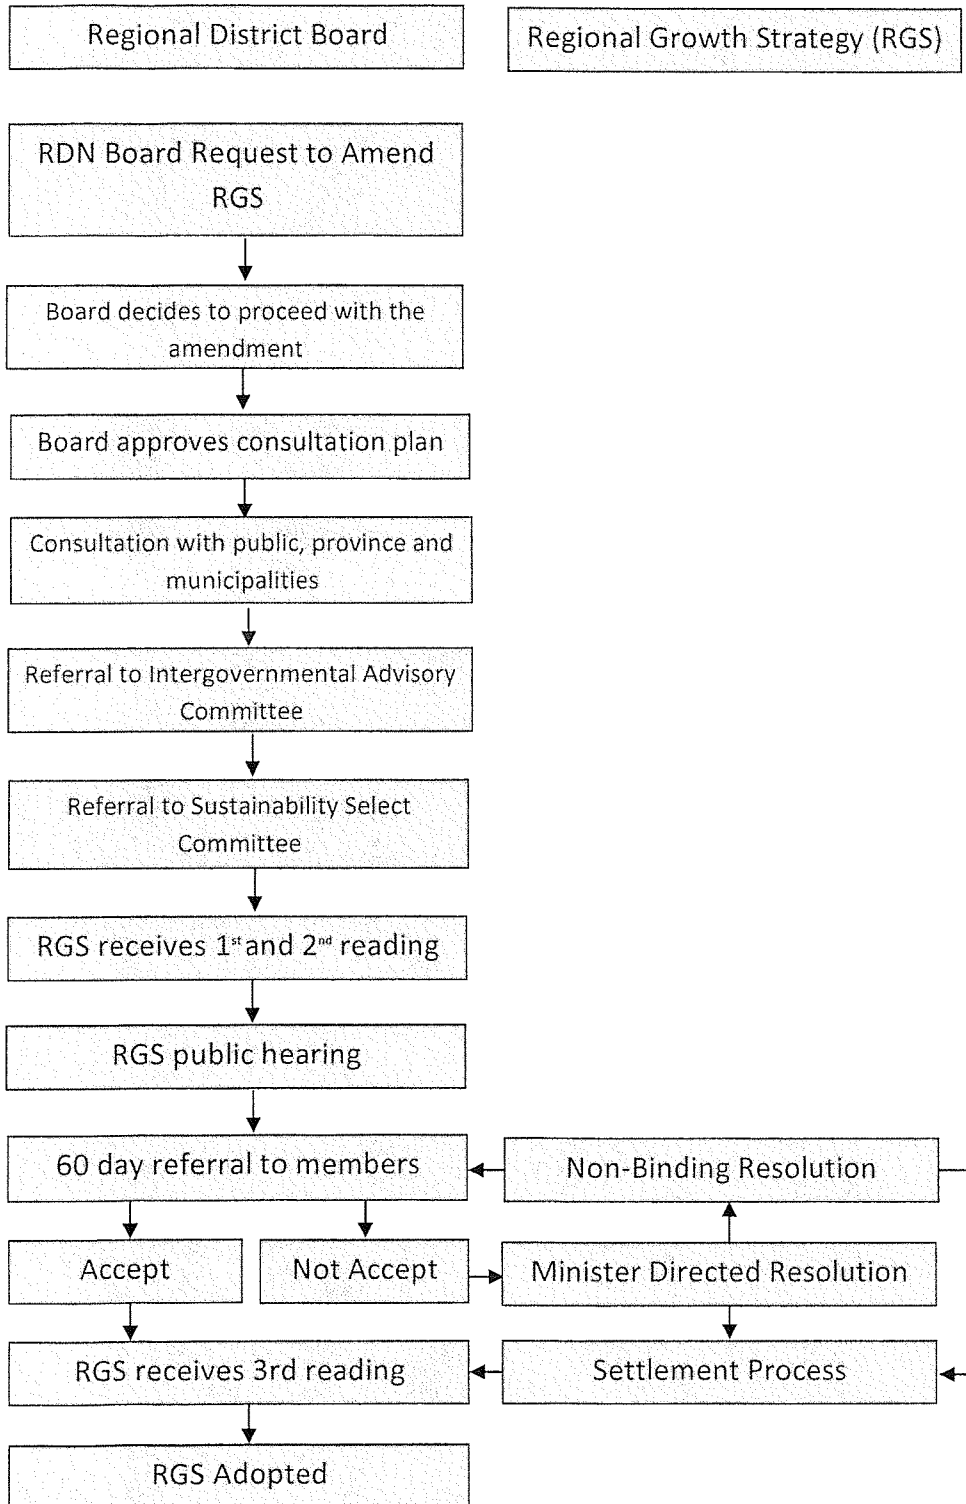 Regional District Board
Regional Growth Strategy (RGS)
RDN Board Request to Amend
RGS
Board decides to proceed with the
amendment
Board approves consultation plan
Consultation with public, province and
municipalities
Referral to Intergovernmental Advisory
Committee
Referral to Sustainability Select
Committee
RGS receives 1st and 2nd reading
RGS public hearing
60 day referral to members
Non-Binding Resolution
Accept
Not Accept
Minister Directed Resolution
RGS receives 3rd reading
Settlement Process
RGS Adopted